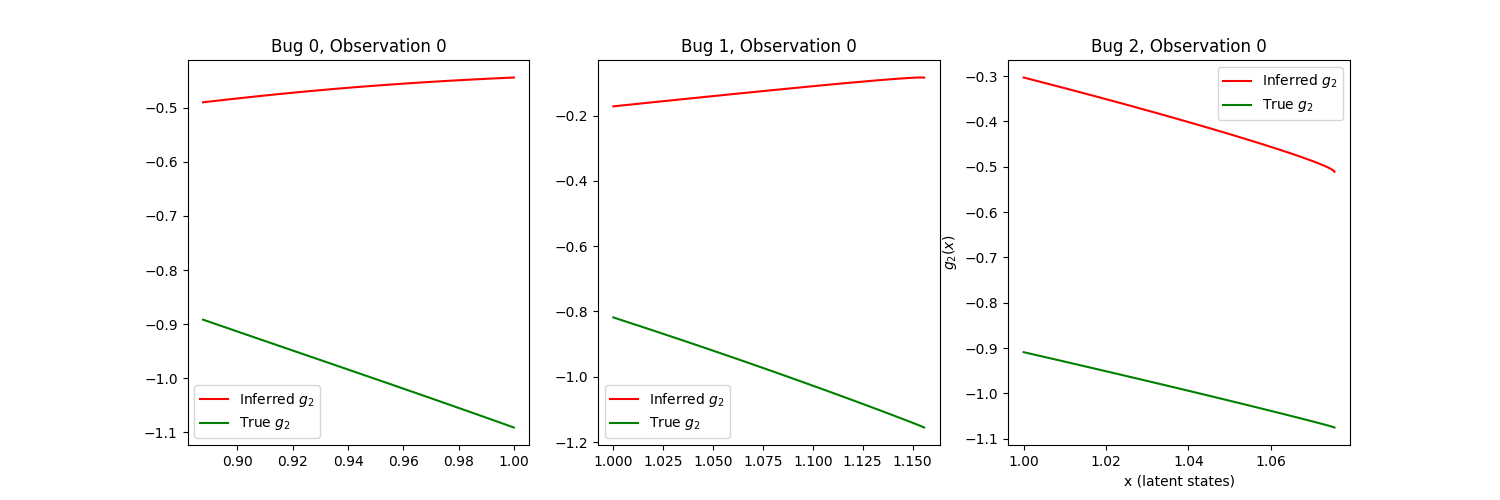 Bug 0, Observation 0
−0.5
−0.6
−0.7
−0.8
−0.9
−1.0
−1.1
Inferred g₂
True g₂
0.90 0.92 0.94 0.96 0.98 1.00
Bug 1, Observation 0
−0.2
−0.4
−0.6
−0.8
−1.0
−1.2
Inferred g₂
True g₂
1.000 1.025 1.050 1.075 1.100 1.125 1.150
Bug 2, Observation 0
g₂(x)
−0.3
−0.4
−0.5
−0.6
−0.7
−0.8
−0.9
−1.0
−1.1
Inferred g₂
True g₂
1.00 1.02 1.04 1.06
x (latent states)